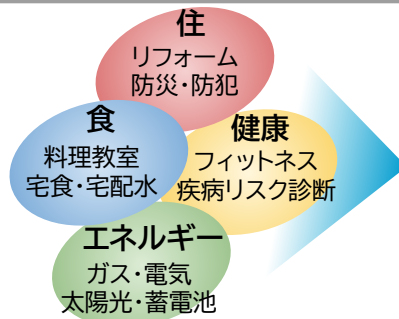 住
リフォーム
防災・防犯
食
料理教室
宅食・宅配水
健康
フィットネス
疾病リスク診断
エネルギー
ガス・電気
太陽光・蓄電池